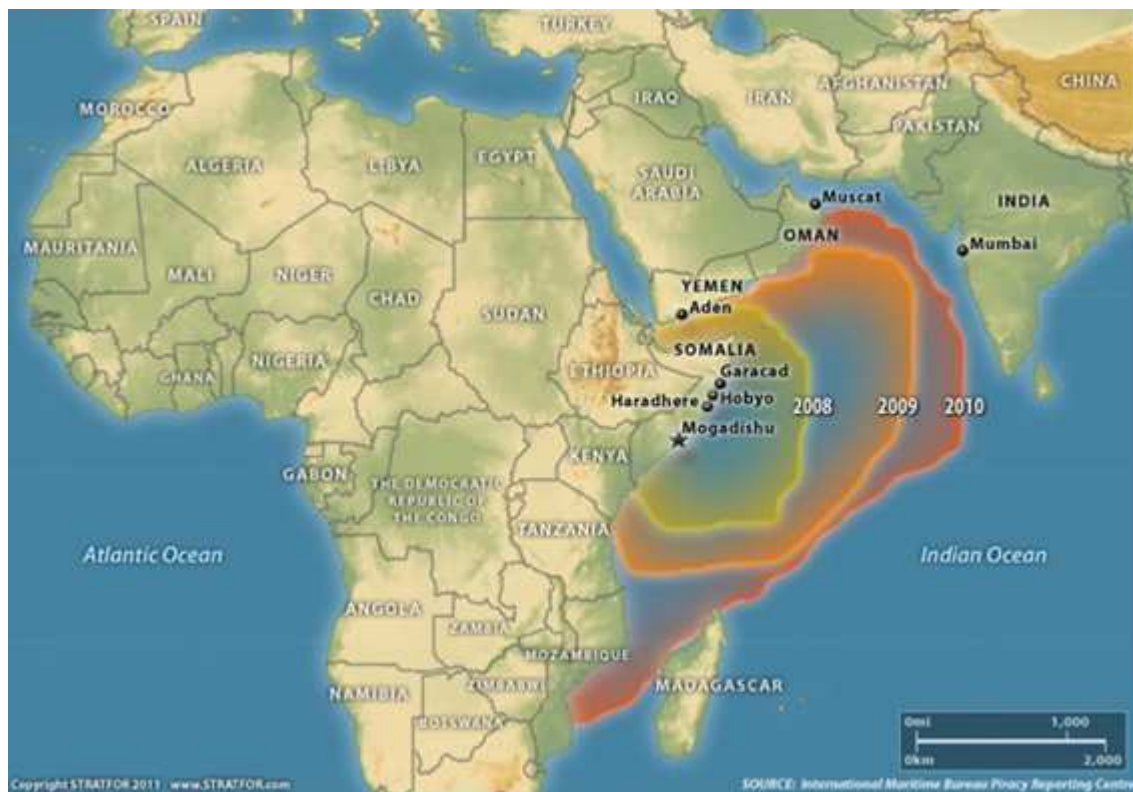 SPAIN
TURKEY
MOROCCO
ALGERIA
LIBYA
EGYPT
IRAQ
IRAN
AFGHANISTAN
PAKISTAN
CHINA
SAUDI
ARABIA
INDIA
Muscat
OMAN
Mumbai
MAURITANIA
MALI
NIGER
CHAD
SUDAN
YEMEN
Aden
NIGERIA
GHANA
ETHIOPIA
SOMALIA
Garacad
Hobyo
Haradhere
Mogadishu
2008
2009
2010
GABON
THE DEMOCRATIC
REPUBLIC OF
THE CONGO
KENYA
TANZANIA
Atlantic Ocean
Indian Ocean
ANGOLA
ZAMBIA
MOZAMBIQUE
NAMIBIA
ZIMBABWE
BOTSWANA
MADAGASCAR
0mi 1,000
0km 2,000
Copyright STRATFOR 2011 www.STRATFOR.com
SOURCE: International Maritime Bureau Piracy Reporting Centre